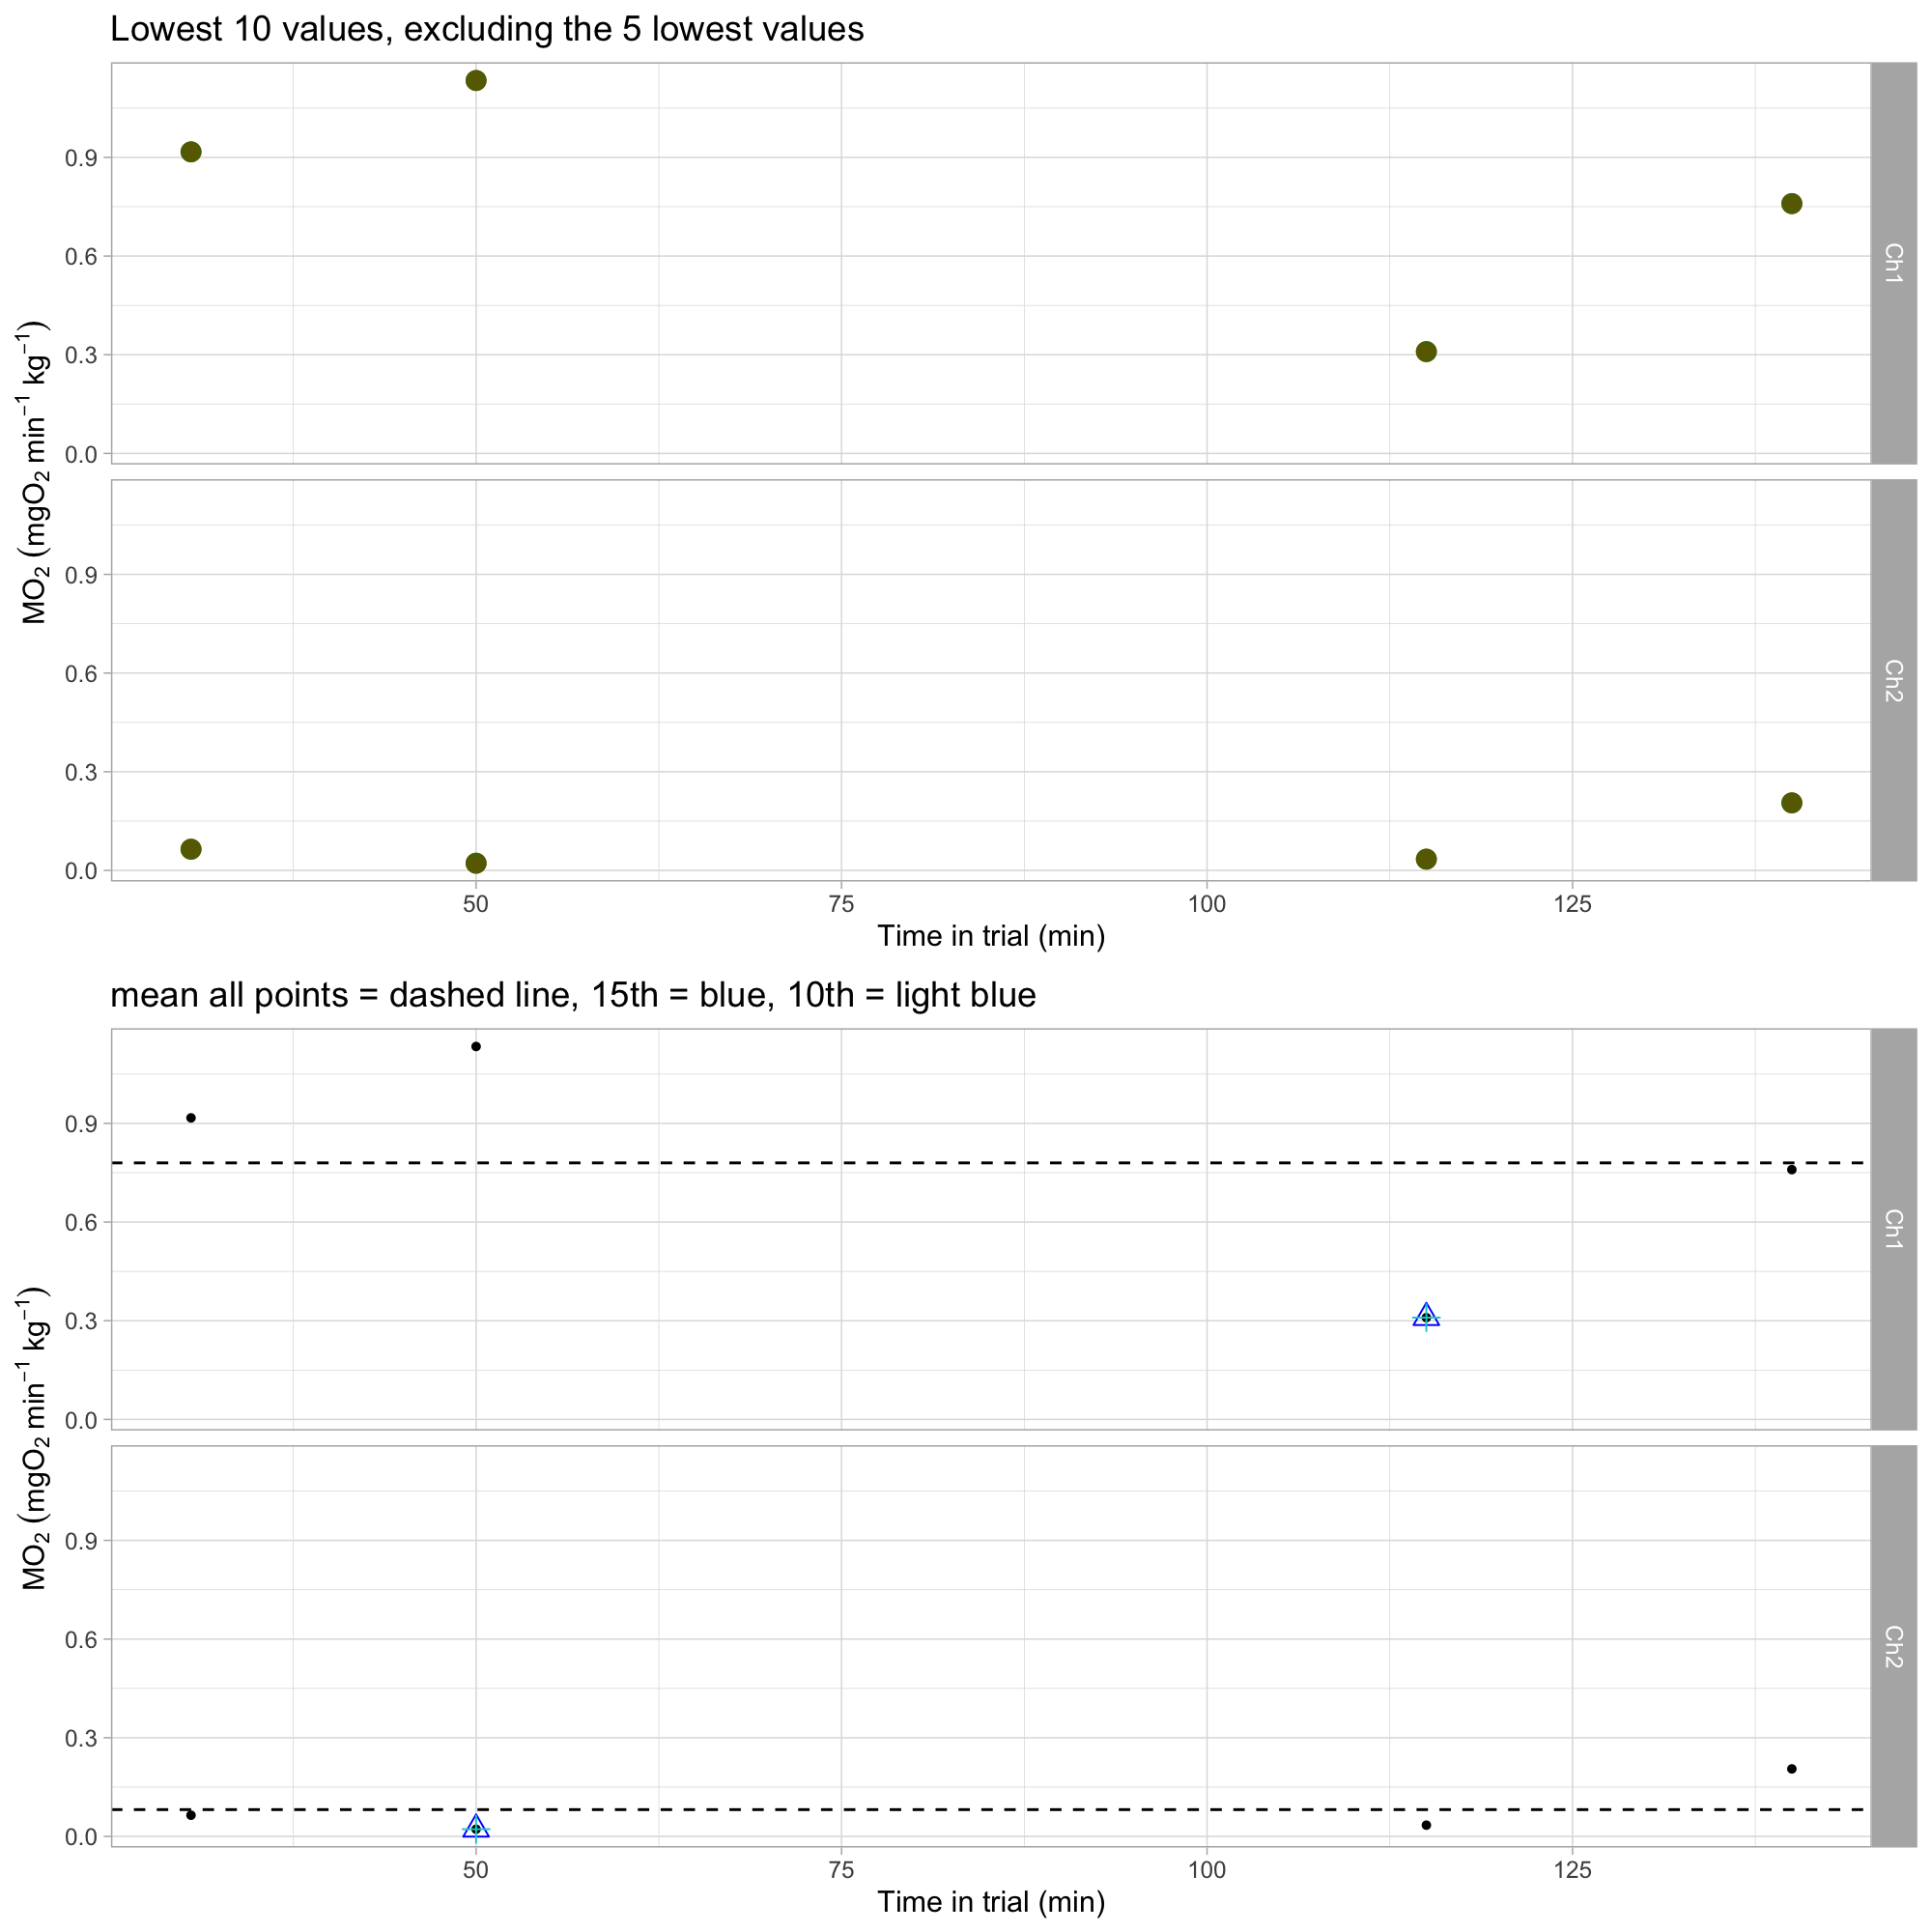 Lowest 10 values, excluding the 5 lowest values
MO₂ (mgO₂ min⁻¹ kg⁻¹)
0.9
0.6
0.3
0.0
Ch1
0.9
0.6
0.3
0.0
Ch2
50 75 100 125
Time in trial (min)
mean all points = dashed line, 15th = blue, 10th = light blue
MO₂ (mgO₂ min⁻¹ kg⁻¹)
0.9
0.6
0.3
0.0
Ch1
0.9
0.6
0.3
0.0
Ch2
50 75 100 125
Time in trial (min)